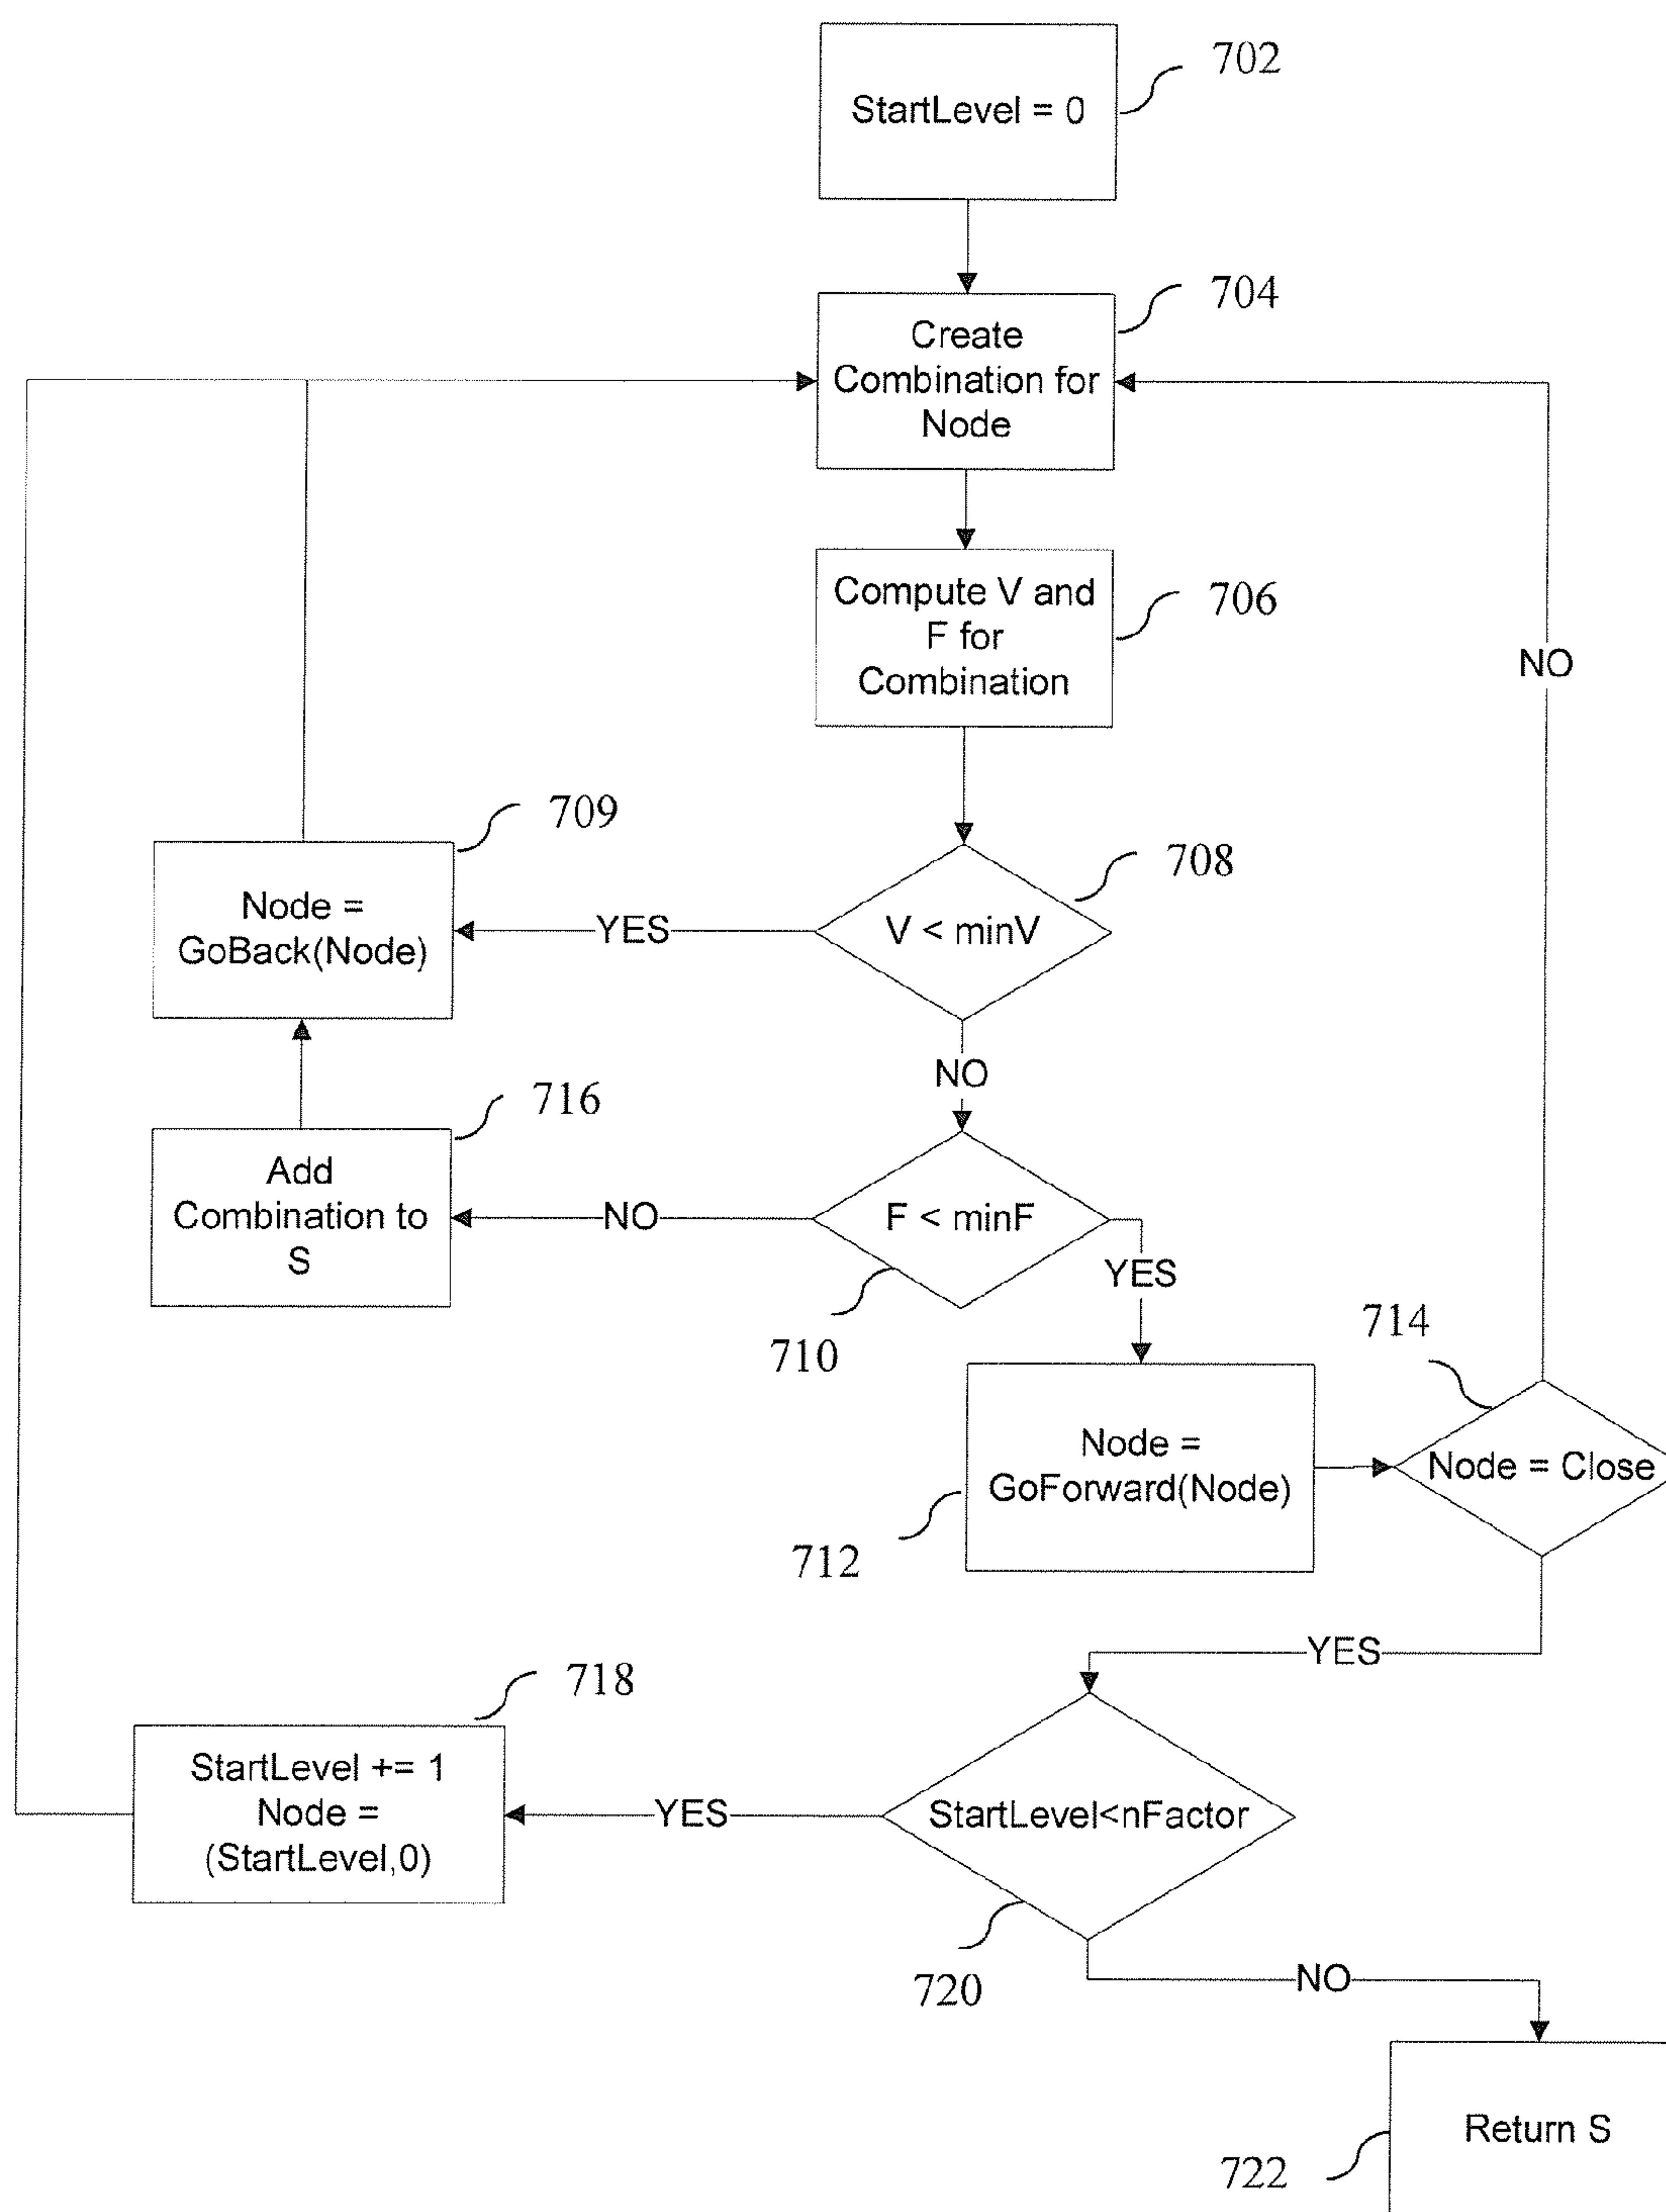 StartLevel = 0
702
Create
Combination for
Node
704
Compute V and
F for
Combination
706
NO
709
Node =
GoBack(Node)
YES
V < minV
708
NO
716
Add
Combination to
S
NO
F < minF
YES
710
714
Node =
GoForward(Node)
Node = Close
712
YES
718
StartLevel += 1
Node =
(StartLevel,0)
YES
StartLevel<nFactor
720
NO
Return S
722